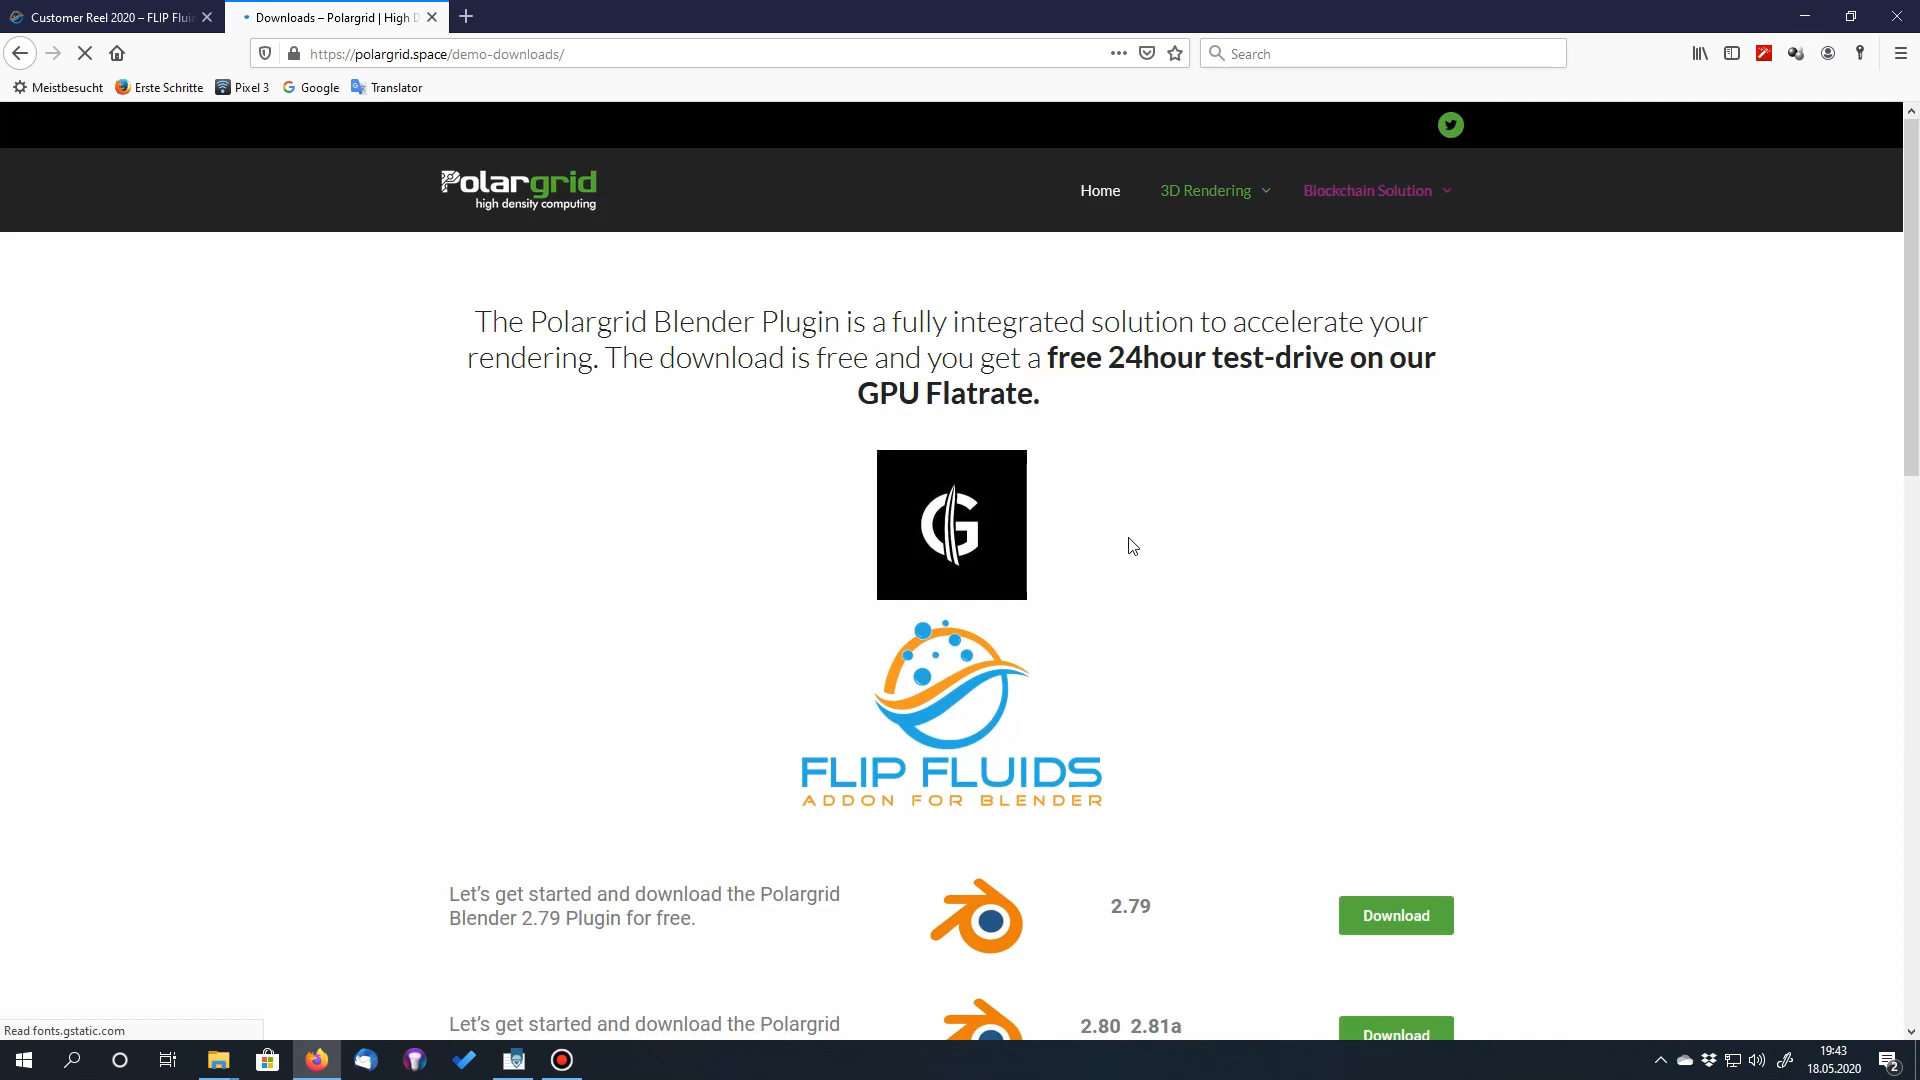 Customer Reel 2020 – FLIP Flui
Downloads – Polargrid | High D
https://polargrid.space/demo-downloads/
Search
Meistbesucht
Erste Schritte
Pixel 3
Google
Translator
Polargrid
high density computing
Home
3D Rendering
Blockchain Solution
The Polargrid Blender Plugin is a fully integrated solution to accelerate your
rendering. The download is free and you get a free 24hour test-drive on our
GPU Flatrate.
G
FLIP FLUIDS
ADDON FOR BLENDER
Let's get started and download the Polargrid
Blender 2.79 Plugin for free.
2.79
Download
Let's get started and download the Polargrid
2.80 2.81a
Download
Read fonts.gstatic.com
19:43
18.05.2020
2